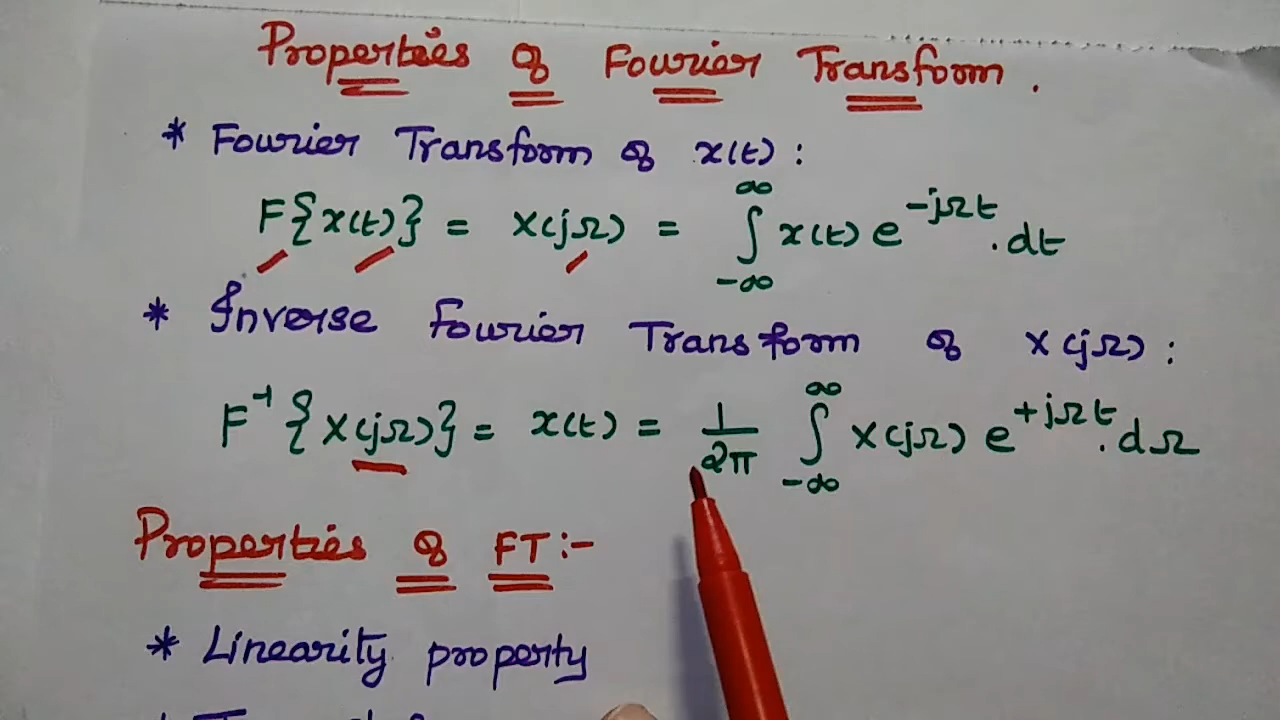 Properties of Fourier Transform.
* Fourier Transform of x(t):
F{x(t)} = X(jΩ) = ∫_{-∞}^{∞} x(t) e^{-jΩt}.dt
* Inverse Fourier Transform of X(jΩ):
F^{-1}{X(jΩ)} = x(t) = 1/2π ∫_{-∞}^{∞} X(jΩ) e^{+jΩt}.dΩ
Properties of FT:-
* Linearity property